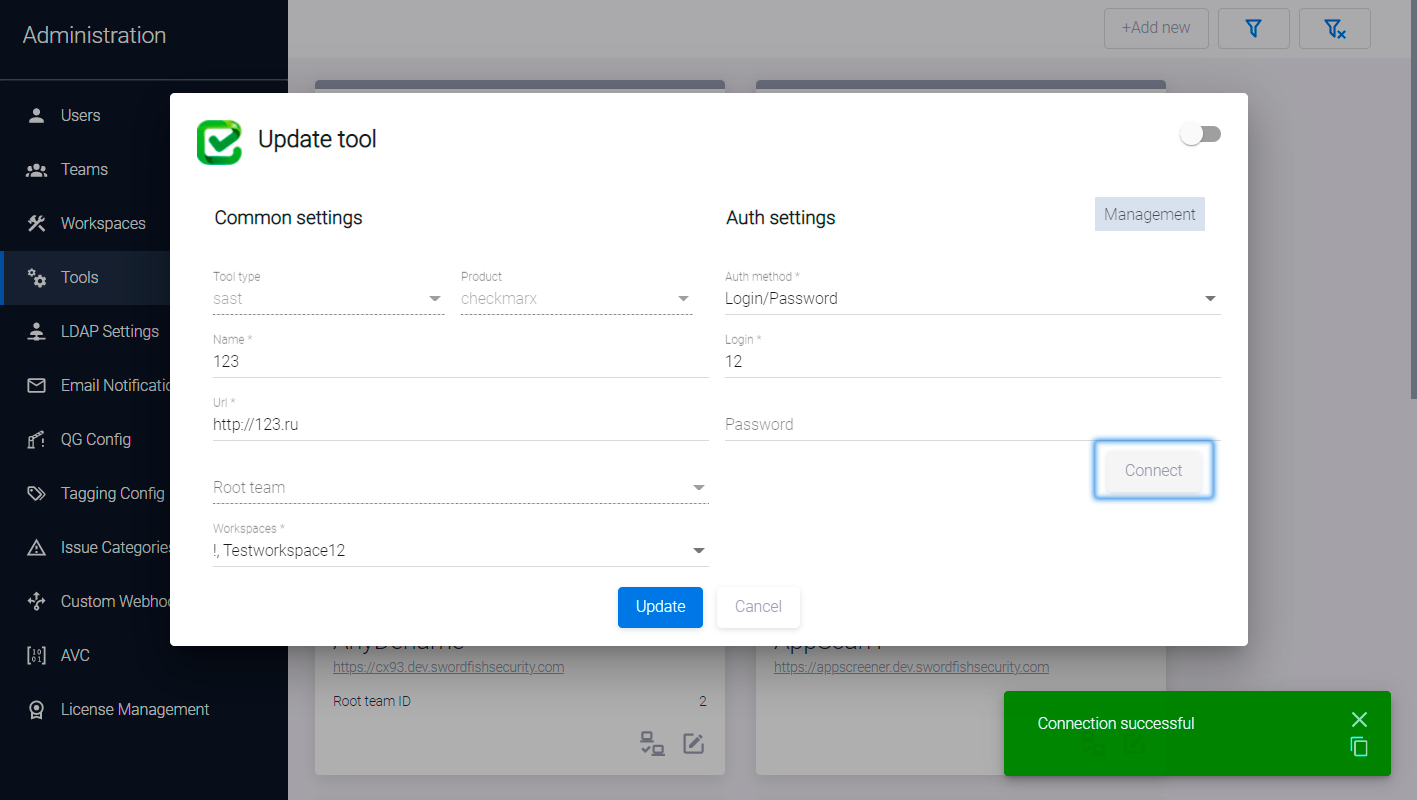 Administration
+Add new
Users
Teams
Workspaces
Tools
LDAP Settings
Email Notificatio
QG Config
Tagging Config
Issue Categories
Custom Webhoo
AVC
License Management
Update tool
Common settings
Tool type
sast
Product
checkmarx
Name *
123
Url *
http://123.ru
Root team
Workspaces *
!, Testworkspace12
Auth settings
Management
Auth method *
Login/Password
Login *
12
Password
Connect
Update
Cancel
https://cx93.dev.swordfishsecurity.com
Root team ID
2
https://appscreener.dev.swordfishsecurity.com
Connection successful